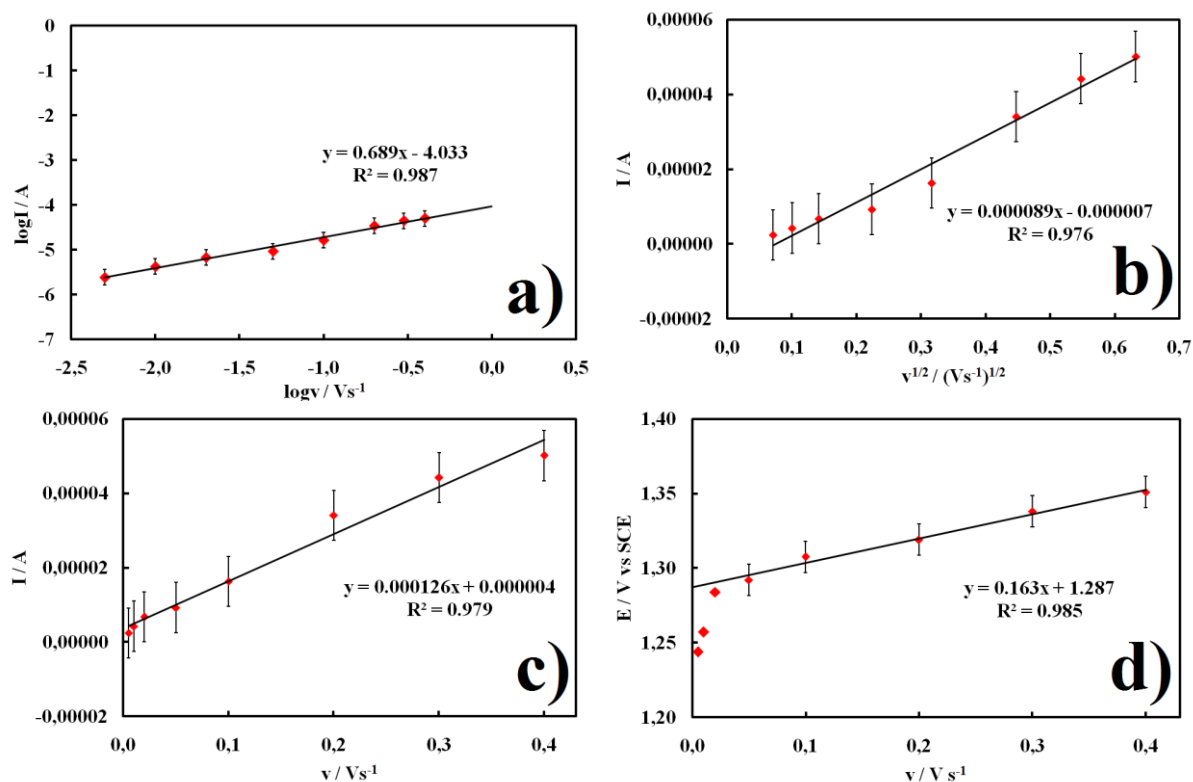 0
-1
-2
-3
-4
-5
-6
-7
logI / A
y = 0.689x - 4.033
R² = 0.987
a)
-2,5 -2,0 -1,5 -1,0 -0,5 0,0 0,5
logv / Vs⁻¹
0,00006
0,00004
0,00002
0,00000
-0,00002
I / A
y = 0.000089x - 0.000007
R² = 0.976
b)
0,0 0,1 0,2 0,3 0,4 0,5 0,6 0,7
v¹ᐟ² / (Vs⁻¹)¹ᐟ²
0,00006
0,00004
0,00002
0,00000
-0,00002
I / A
y = 0.000126x + 0.000004
R² = 0.979
c)
0,0 0,1 0,2 0,3 0,4
v / Vs⁻¹
1,40
1,35
1,30
1,25
1,20
E / V vs SCE
y = 0.163x + 1.287
R² = 0.985
d)
0,0 0,1 0,2 0,3 0,4
v / V s⁻¹